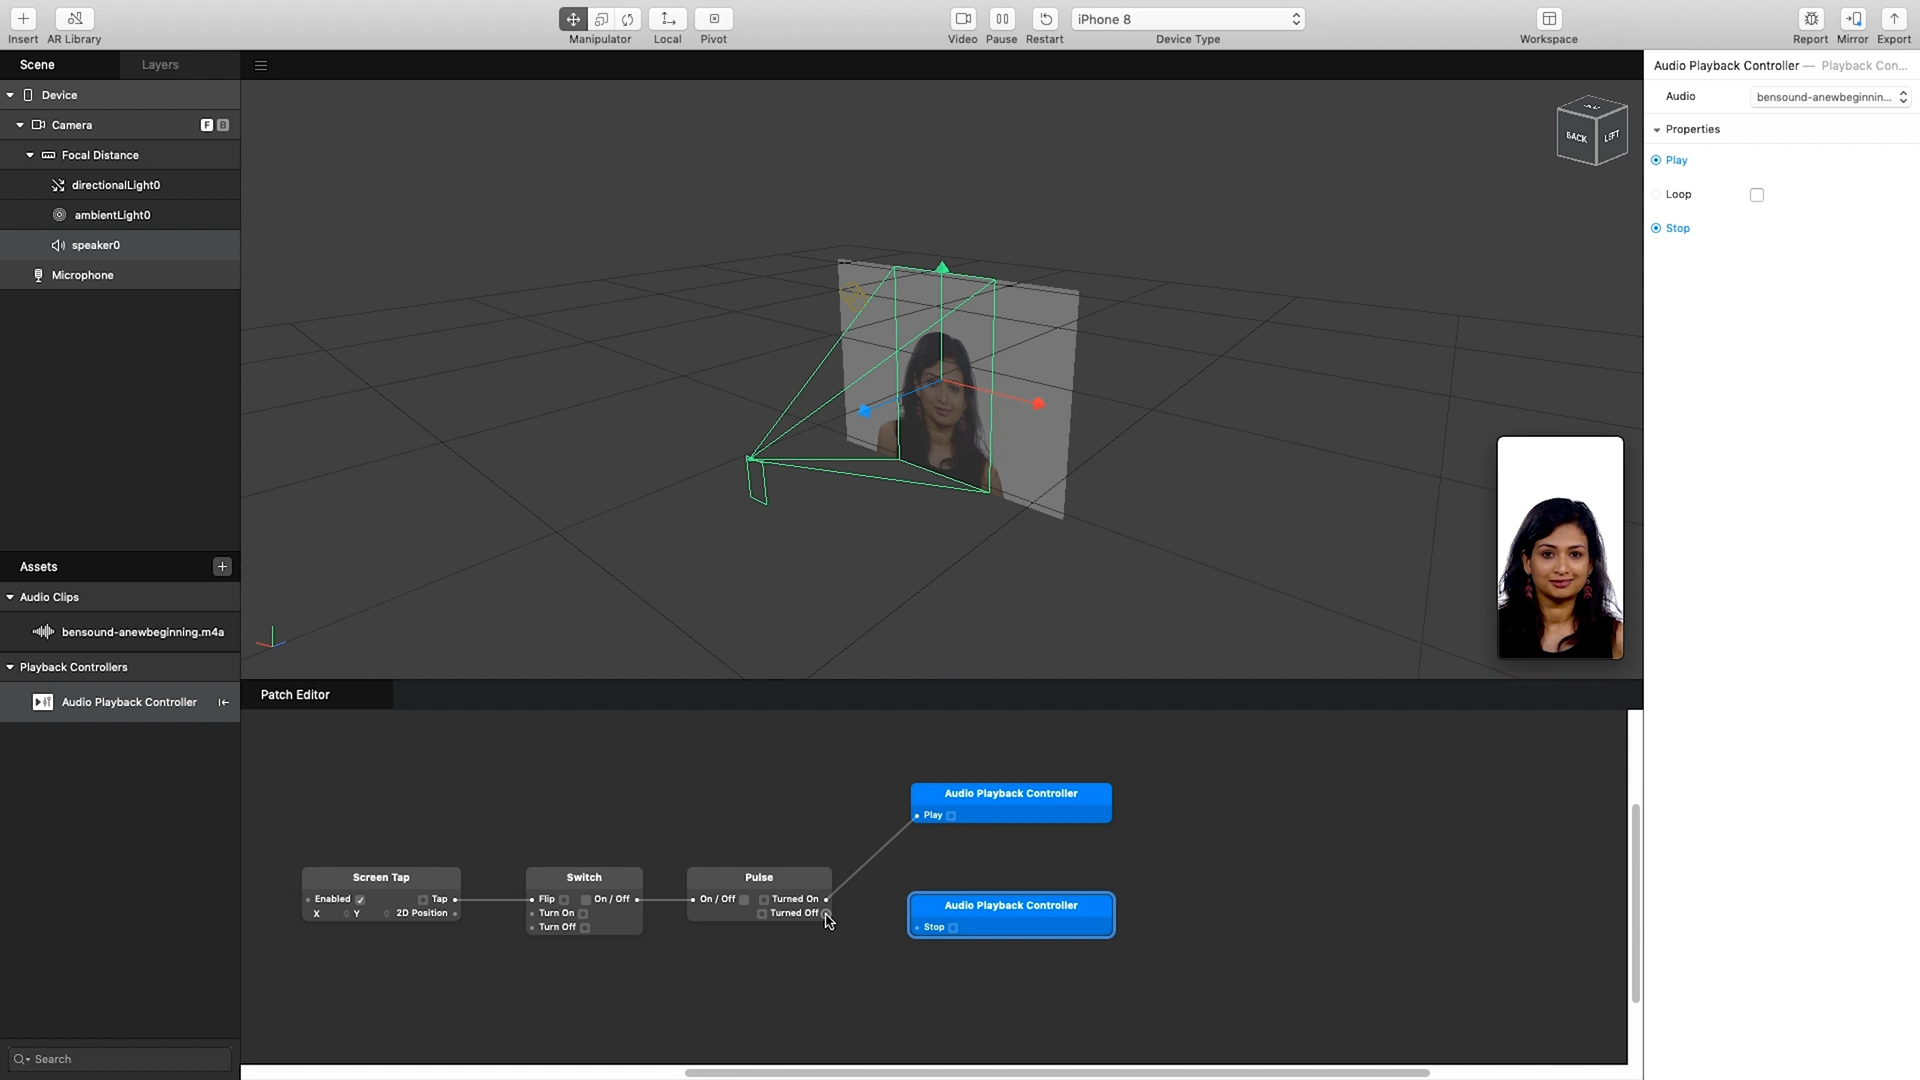 Insert
AR Library
Manipulator
Local
Pivot
Video
Pause
Restart
iPhone 8
Device Type
Workspace
Report
Mirror
Export
Scene
Layers
Device
Camera
F
B
Focal Distance
directionalLight0
ambientLight0
speaker0
Microphone
BACK
LEFT
Audio Playback Controller — Playback Con...
Audio
bensound-anewbeginnin...
Properties
Play
Loop
Stop
Assets
Audio Clips
bensound-anewbeginning.m4a
Playback Controllers
Audio Playback Controller
Search
Patch Editor
Screen Tap
Enabled
Tap
X 0 Y 0 2D Position
Switch
Flip
On / Off
Turn On
Turn Off
Pulse
On / Off
Turned On
Turned Off
Audio Playback Controller
Play
Audio Playback Controller
Stop